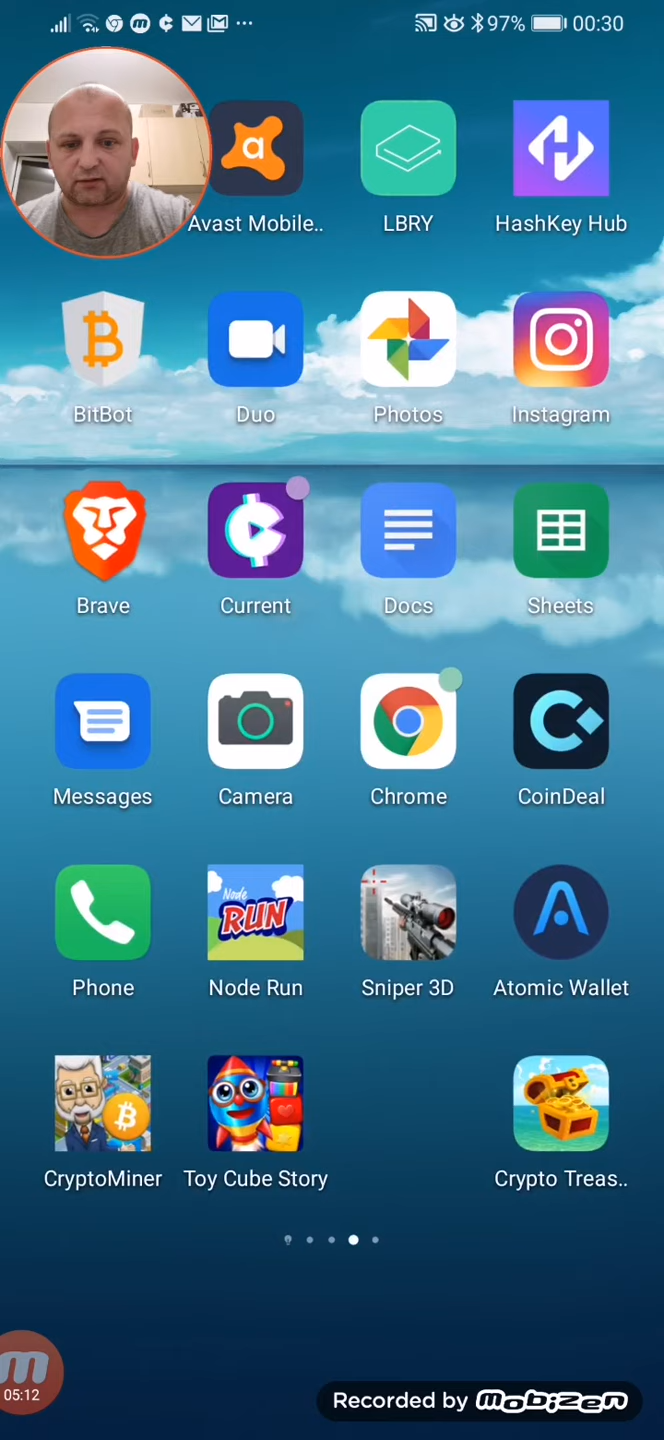 97% 00:30
Avast Mobile.. LBRY HashKey Hub
BitBot Duo Photos Instagram
Brave Current Docs Sheets
Messages Camera Chrome CoinDeal
Node
RUN
Phone Node Run Sniper 3D Atomic Wallet
CryptoMiner Toy Cube Story Crypto Treas..
05:12
Recorded by mobizen